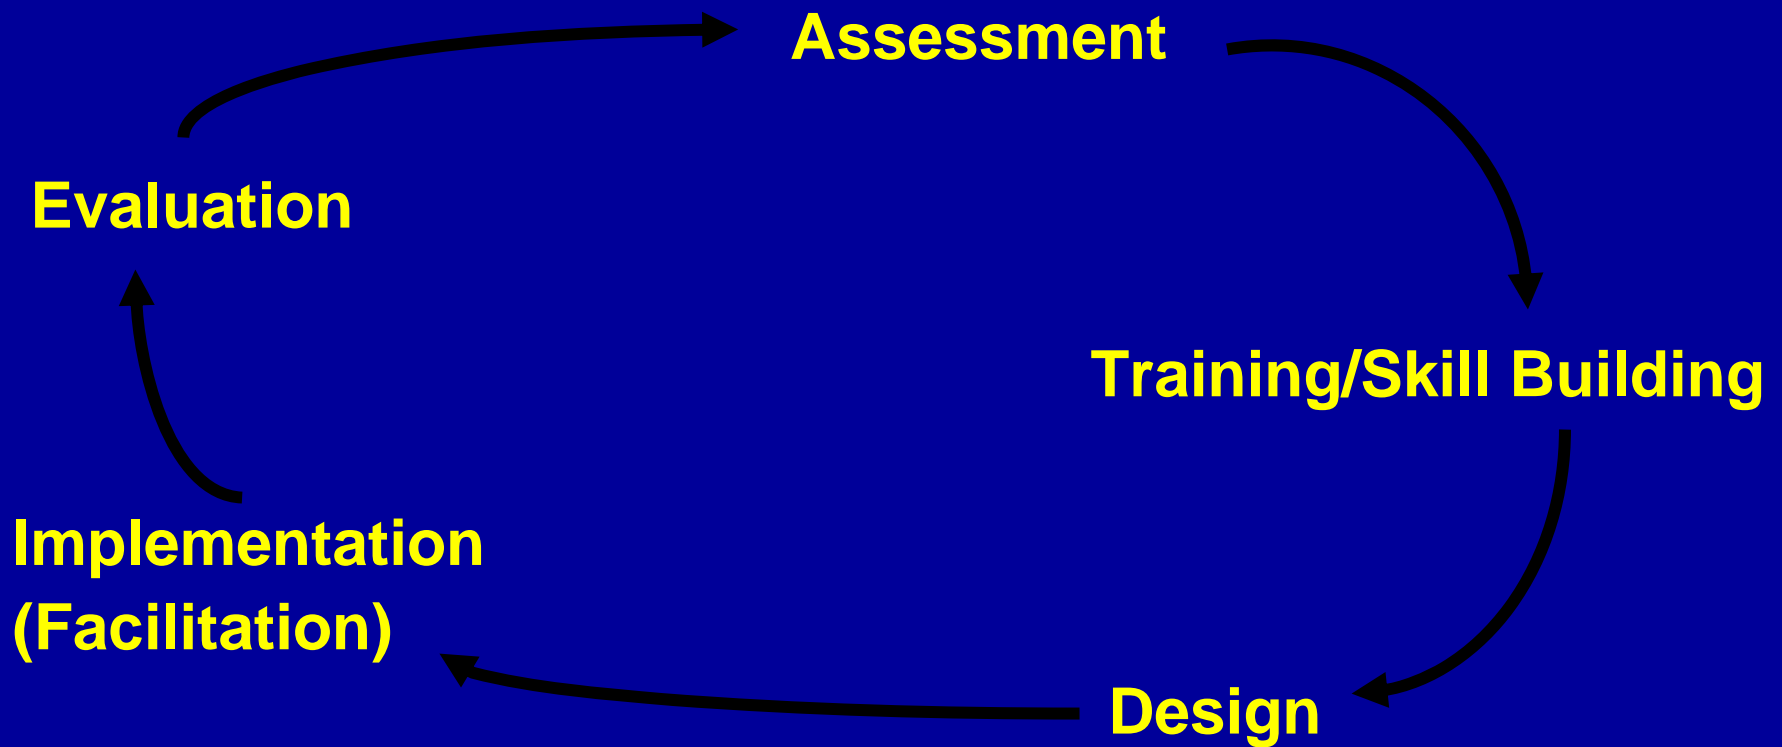 Assessment
Evaluation
Training/Skill Building
Implementation
(Facilitation)
Design